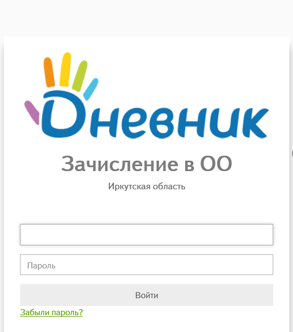 Дневник
Зачисление в ОО
Иркутская область
Пароль
Войти
Забыли пароль?